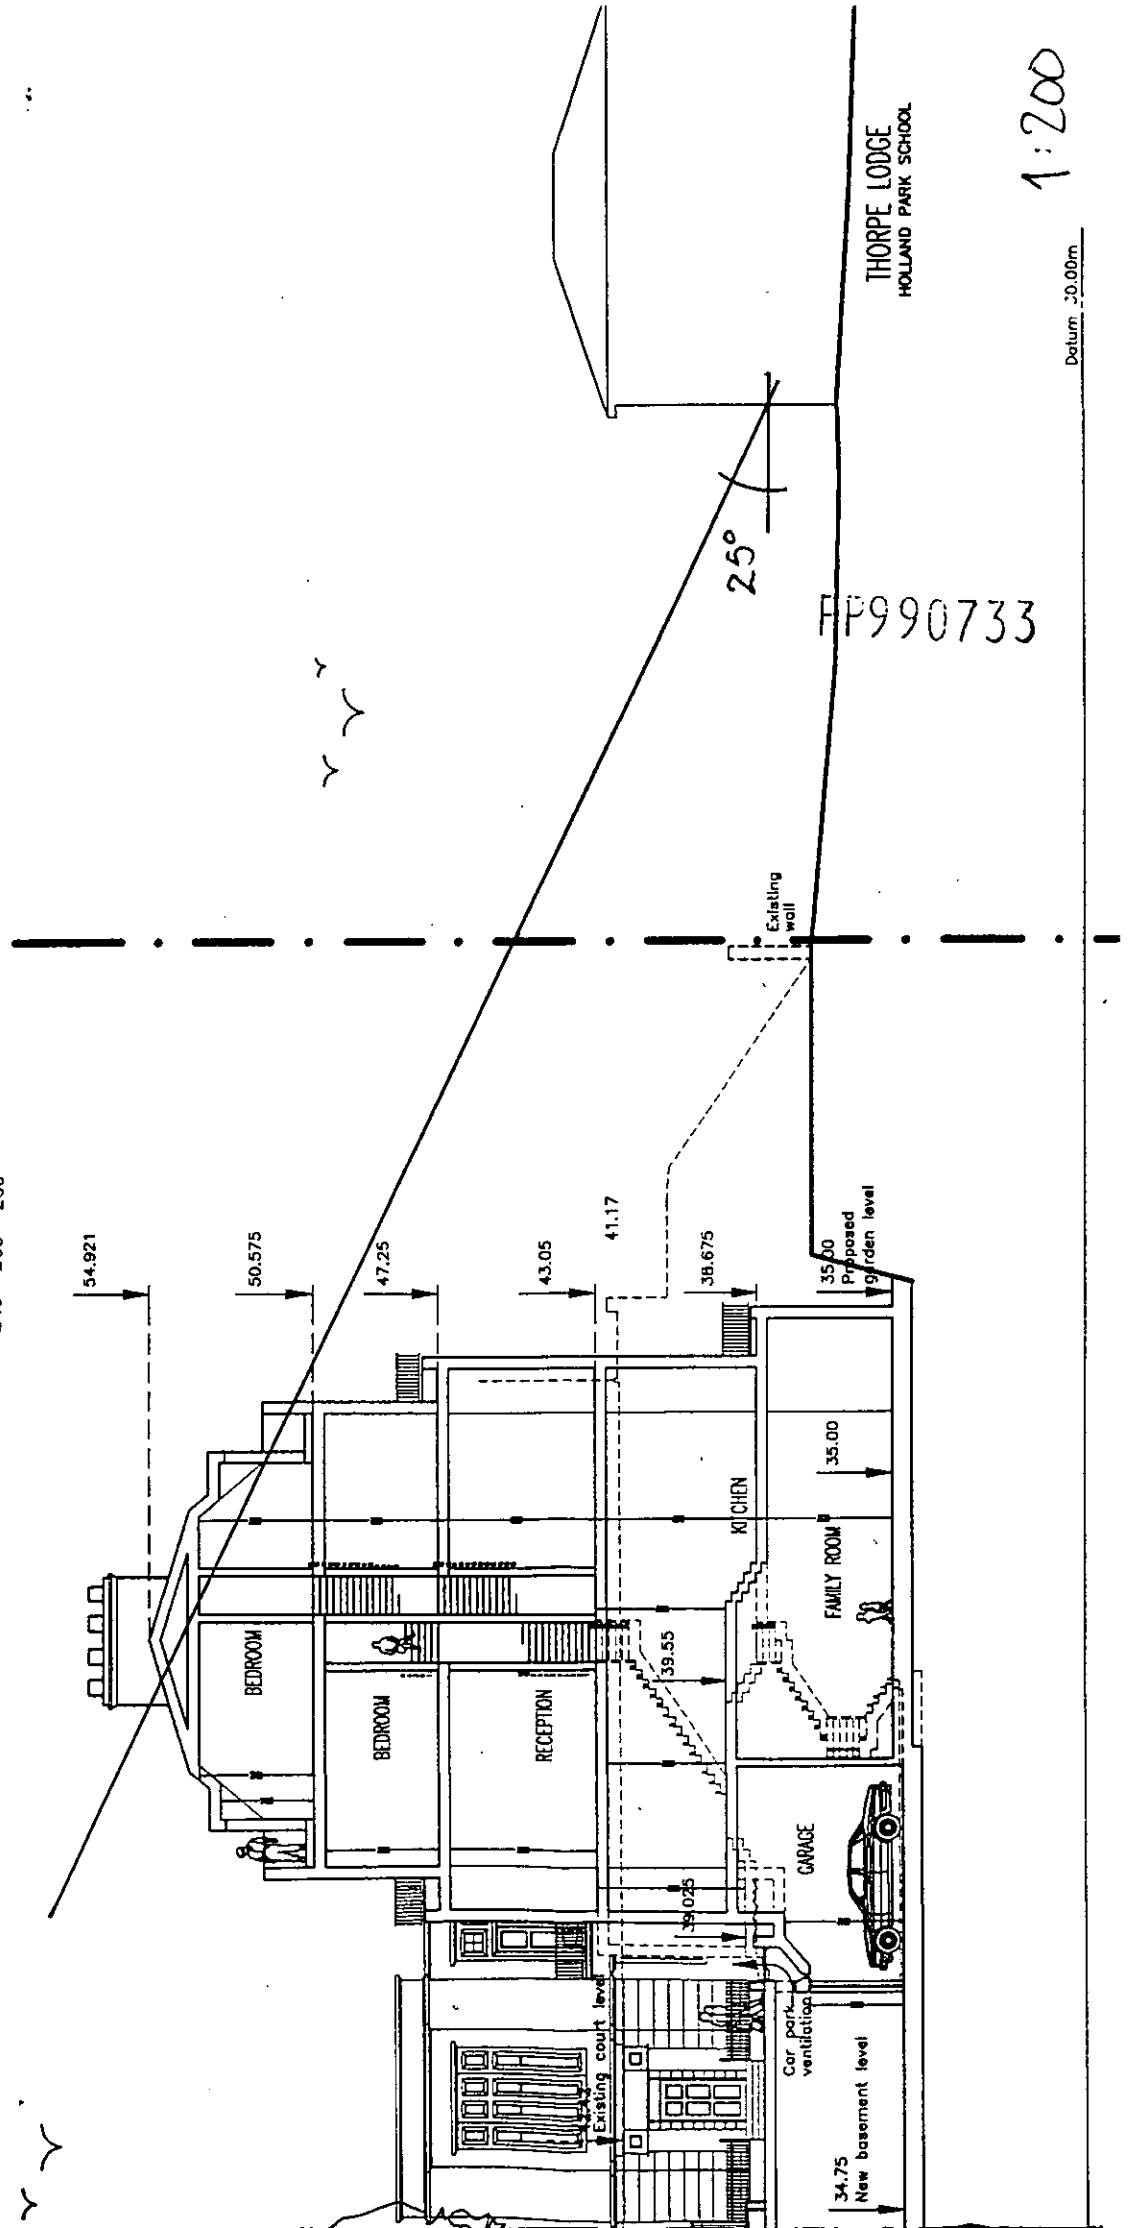 54.921
50.575
47.25
43.05
41.17
38.675
35.00
Proposed
garden level
Existing
wall
25°
THORPE LODGE
HOLLAND PARK SCHOOL
1:200
Datum 30.00m
PP990733
BEDROOM
BEDROOM
RECEPTION
KITCHEN
FAMILY ROOM
35.00
39.55
GARAGE
39.025
Existing court level
Car park
ventilation
34.75
New basement level